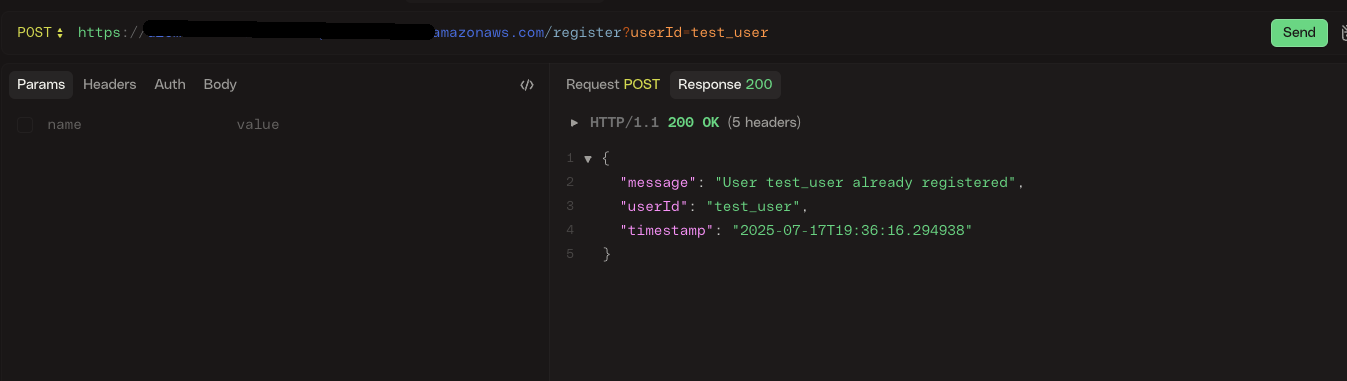 POST https:// amazonaws.com/register?userId=test_user Send
Params Headers Auth Body </> Request POST Response 200
name value
▶ HTTP/1.1 200 OK (5 headers)
1 ▼ {
2 "message": "User test_user already registered",
3 "userId": "test_user",
4 "timestamp": "2025-07-17T19:36:16.294938"
5 }